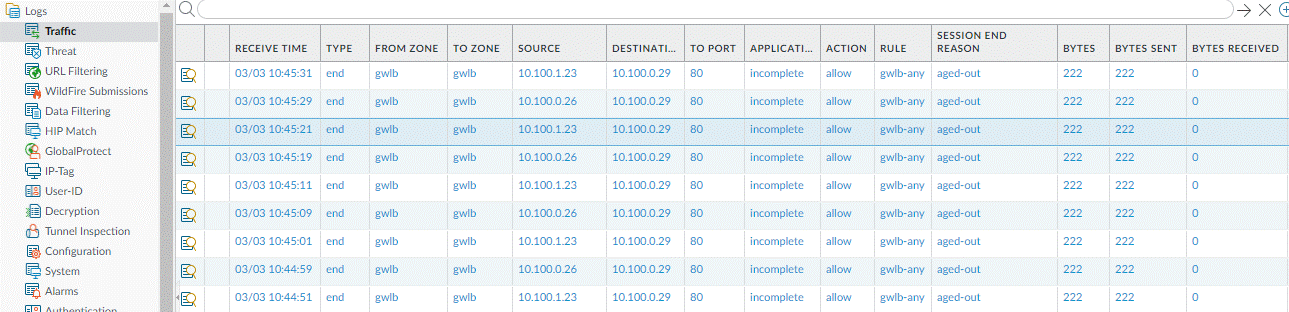 Logs
Traffic
Threat
URL Filtering
WildFire Submissions
Data Filtering
HIP Match
GlobalProtect
IP-Tag
User-ID
Decryption
Tunnel Inspection
Configuration
System
Alarms
Authentication
RECEIVE TIME TYPE FROM ZONE TO ZONE SOURCE DESTINATI... TO PORT APPLICATI... ACTION RULE SESSION END REASON BYTES BYTES SENT BYTES RECEIVED
03/03 10:45:31 end gwlb gwlb 10.100.1.23 10.100.0.29 80 incomplete allow gwlb-any aged-out 222 222 0
03/03 10:45:29 end gwlb gwlb 10.100.0.26 10.100.0.29 80 incomplete allow gwlb-any aged-out 222 222 0
03/03 10:45:21 end gwlb gwlb 10.100.1.23 10.100.0.29 80 incomplete allow gwlb-any aged-out 222 222 0
03/03 10:45:19 end gwlb gwlb 10.100.0.26 10.100.0.29 80 incomplete allow gwlb-any aged-out 222 222 0
03/03 10:45:11 end gwlb gwlb 10.100.1.23 10.100.0.29 80 incomplete allow gwlb-any aged-out 222 222 0
03/03 10:45:09 end gwlb gwlb 10.100.0.26 10.100.0.29 80 incomplete allow gwlb-any aged-out 222 222 0
03/03 10:45:01 end gwlb gwlb 10.100.1.23 10.100.0.29 80 incomplete allow gwlb-any aged-out 222 222 0
03/03 10:44:59 end gwlb gwlb 10.100.0.26 10.100.0.29 80 incomplete allow gwlb-any aged-out 222 222 0
03/03 10:44:51 end gwlb gwlb 10.100.1.23 10.100.0.29 80 incomplete allow gwlb-any aged-out 222 222 0